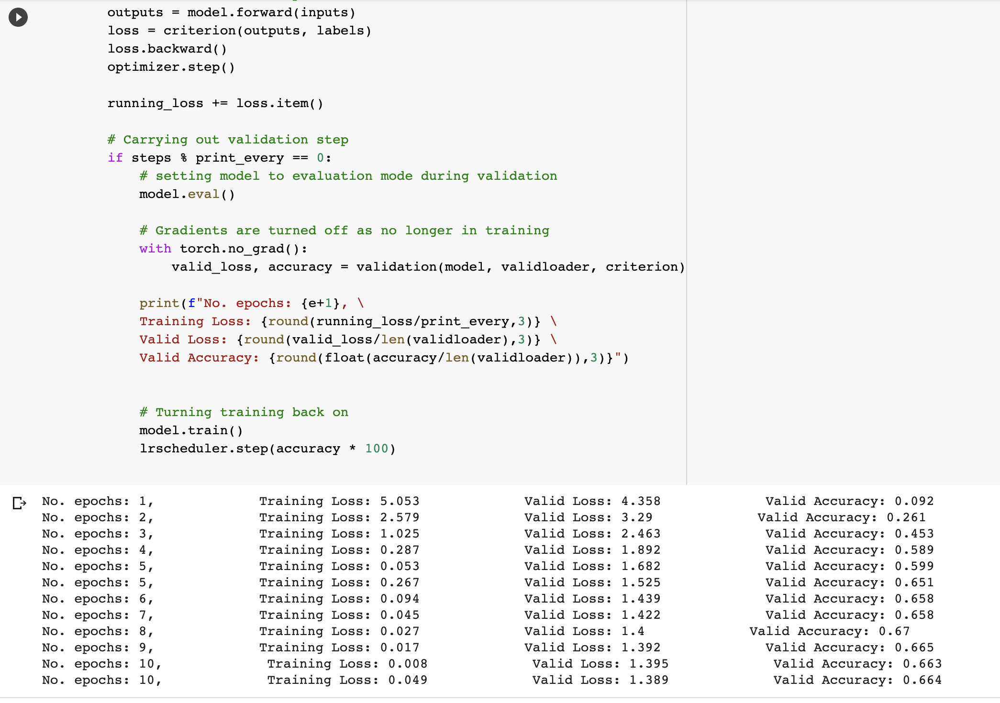 outputs = model.forward(inputs)
loss = criterion(outputs, labels)
loss.backward()
optimizer.step()
running_loss += loss.item()
# Carrying out validation step
if steps % print_every == 0:
# setting model to evaluation mode during validation
model.eval()
# Gradients are turned off as no longer in training
with torch.no_grad():
valid_loss, accuracy = validation(model, validloader, criterion)
print(f"No. epochs: {e+1}, \
Training Loss: {round(running_loss/print_every,3)} \
Valid Loss: {round(valid_loss/len(validloader),3)} \
Valid Accuracy: {round(float(accuracy/len(validloader)),3)}")
# Turning training back on
model.train()
lrscheduler.step(accuracy * 100)
No. epochs: 1, Training Loss: 5.053 Valid Loss: 4.358 Valid Accuracy: 0.092
No. epochs: 2, Training Loss: 2.579 Valid Loss: 3.29 Valid Accuracy: 0.261
No. epochs: 3, Training Loss: 1.025 Valid Loss: 2.463 Valid Accuracy: 0.453
No. epochs: 4, Training Loss: 0.287 Valid Loss: 1.892 Valid Accuracy: 0.589
No. epochs: 5, Training Loss: 0.053 Valid Loss: 1.682 Valid Accuracy: 0.599
No. epochs: 5, Training Loss: 0.267 Valid Loss: 1.525 Valid Accuracy: 0.651
No. epochs: 6, Training Loss: 0.094 Valid Loss: 1.439 Valid Accuracy: 0.658
No. epochs: 7, Training Loss: 0.045 Valid Loss: 1.422 Valid Accuracy: 0.658
No. epochs: 8, Training Loss: 0.027 Valid Loss: 1.4 Valid Accuracy: 0.67
No. epochs: 9, Training Loss: 0.017 Valid Loss: 1.392 Valid Accuracy: 0.665
No. epochs: 10, Training Loss: 0.008 Valid Loss: 1.395 Valid Accuracy: 0.663
No. epochs: 10, Training Loss: 0.049 Valid Loss: 1.389 Valid Accuracy: 0.664